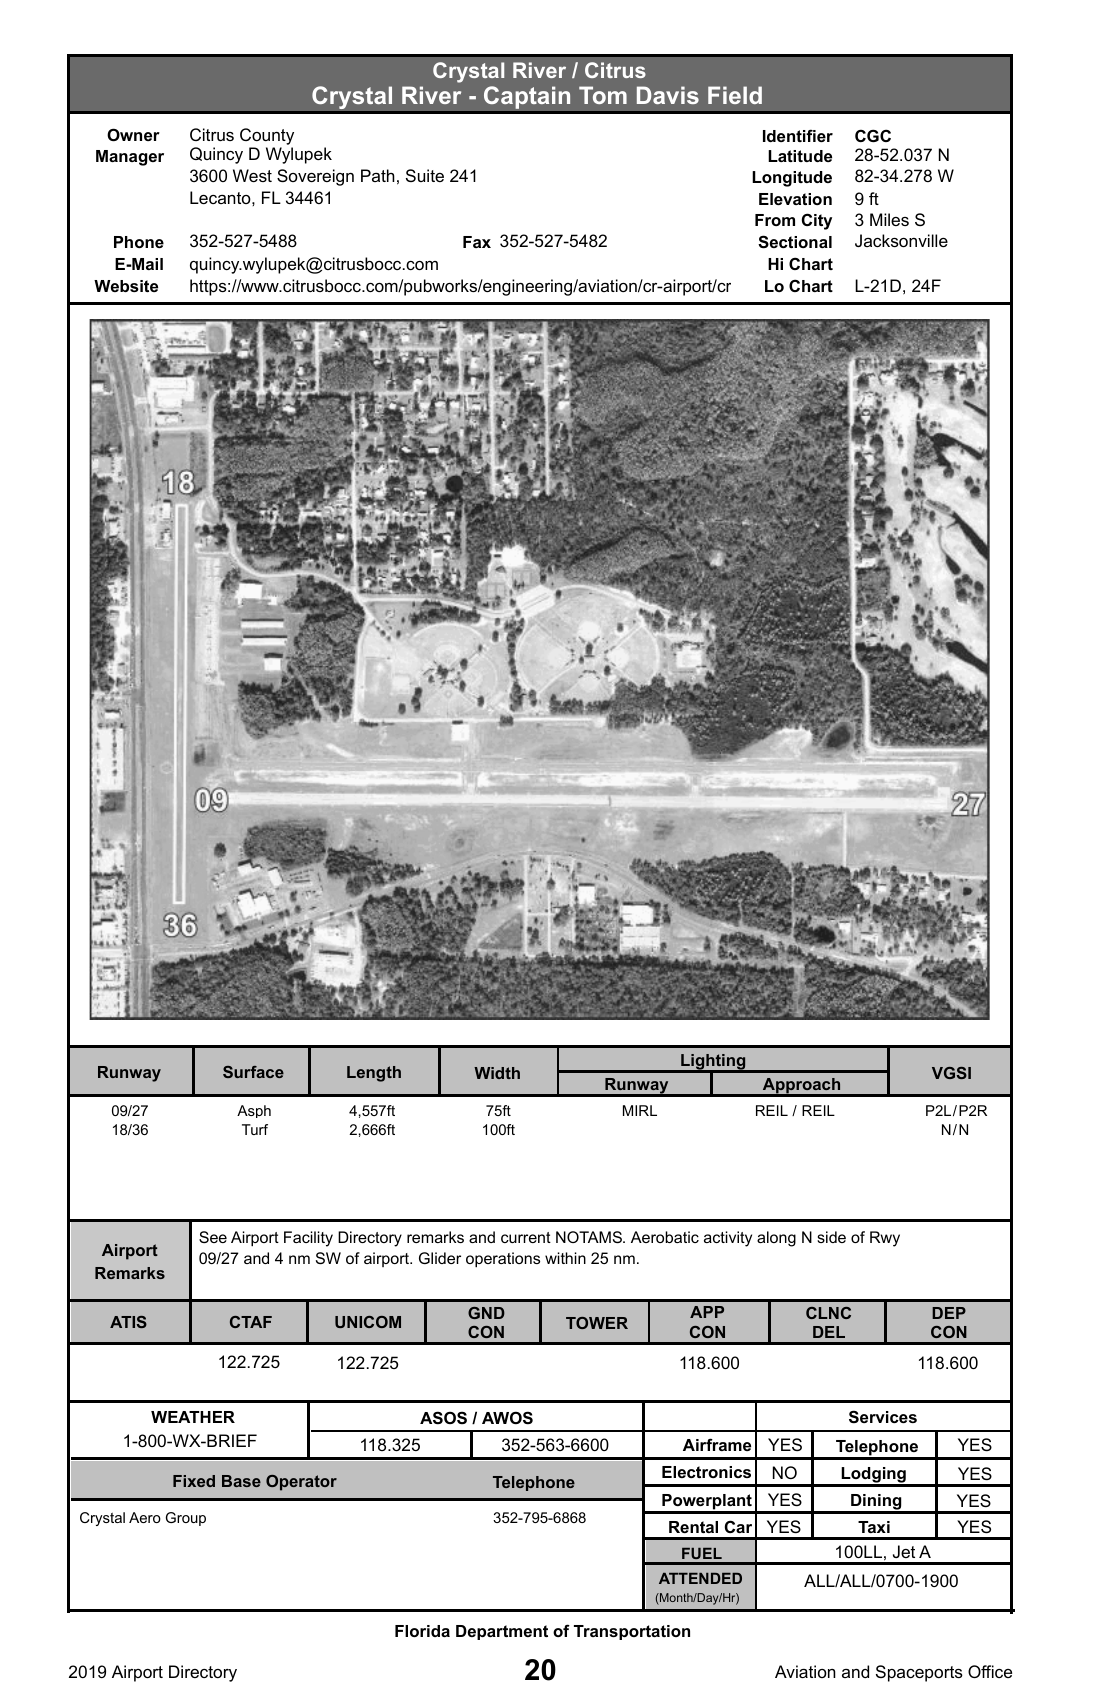 Crystal River / Citrus
Crystal River - Captain Tom Davis Field
Owner Citrus County
Manager Quincy D Wylupek
3600 West Sovereign Path, Suite 241
Lecanto, FL 34461
Phone 352-527-5488 Fax 352-527-5482
E-Mail quincy.wylupek@citrusbocc.com
Website https://www.citrusbocc.com/pubworks/engineering/aviation/cr-airport/cr
Identifier CGC
Latitude 28-52.037 N
Longitude 82-34.278 W
Elevation 9 ft
From City 3 Miles S
Sectional Jacksonville
Hi Chart
Lo Chart L-21D, 24F
18
09
27
36
Runway Surface Length Width Lighting VGSI
Runway Approach
09/27 Asph 4,557ft 75ft MIRL REIL / REIL P2L/P2R
18/36 Turf 2,666ft 100ft N/N
Airport
Remarks
See Airport Facility Directory remarks and current NOTAMS. Aerobatic activity along N side of Rwy
09/27 and 4 nm SW of airport. Glider operations within 25 nm.
ATIS CTAF UNICOM GND CON TOWER APP CON CLNC DEL DEP CON
122.725 122.725 118.600 118.600
WEATHER
1-800-WX-BRIEF
ASOS / AWOS
118.325 352-563-6600
Fixed Base Operator Telephone
Crystal Aero Group 352-795-6868
Services
Airframe YES Telephone YES
Electronics NO Lodging YES
Powerplant YES Dining YES
Rental Car YES Taxi YES
FUEL 100LL, Jet A
ATTENDED ALL/ALL/0700-1900
(Month/Day/Hr)
Florida Department of Transportation
2019 Airport Directory 20 Aviation and Spaceports Office